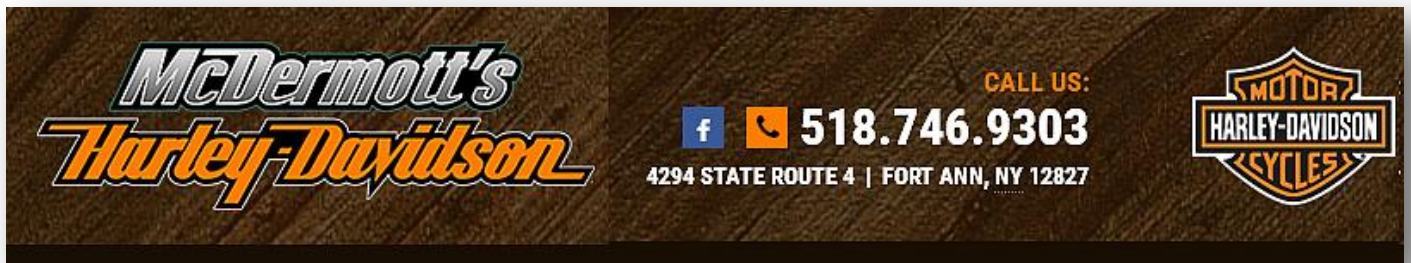 McDermott's
Harley-Davidson
CALL US:
f 518.746.9303
4294 STATE ROUTE 4 | FORT ANN, NY 12827
MOTOR
HARLEY-DAVIDSON
CYCLES